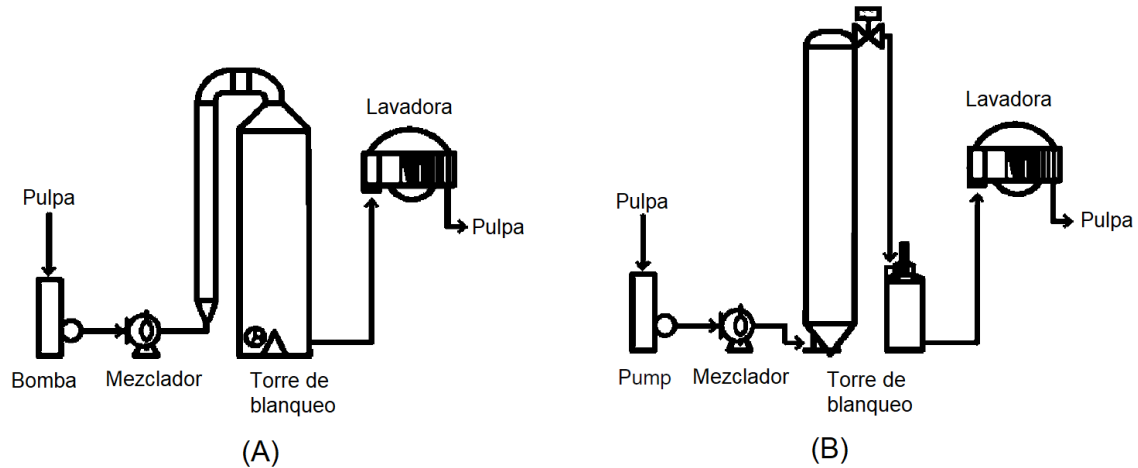 Lavadora
Pulpa
Pulpa
Bomba
Mezclador
Torre de
blanqueo
(A)
Lavadora
Pulpa
Pulpa
Pump
Mezclador
Torre de
blanqueo
(B)